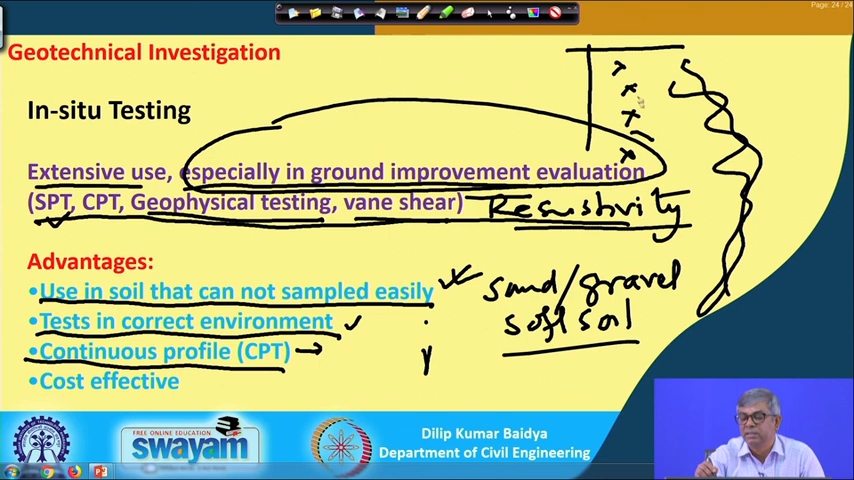 Page: 24 / 24
Geotechnical Investigation
In-situ Testing
Extensive use, especially in ground improvement evaluation
(SPT, CPT, Geophysical testing, vane shear) Resistivity
Advantages:
•Use in soil that can not sampled easily sand/gravel
•Tests in correct environment soft soil
•Continuous profile (CPT)
•Cost effective
FREE ONLINE EDUCATION
swayam
Dilip Kumar Baidya
Department of Civil Engineering